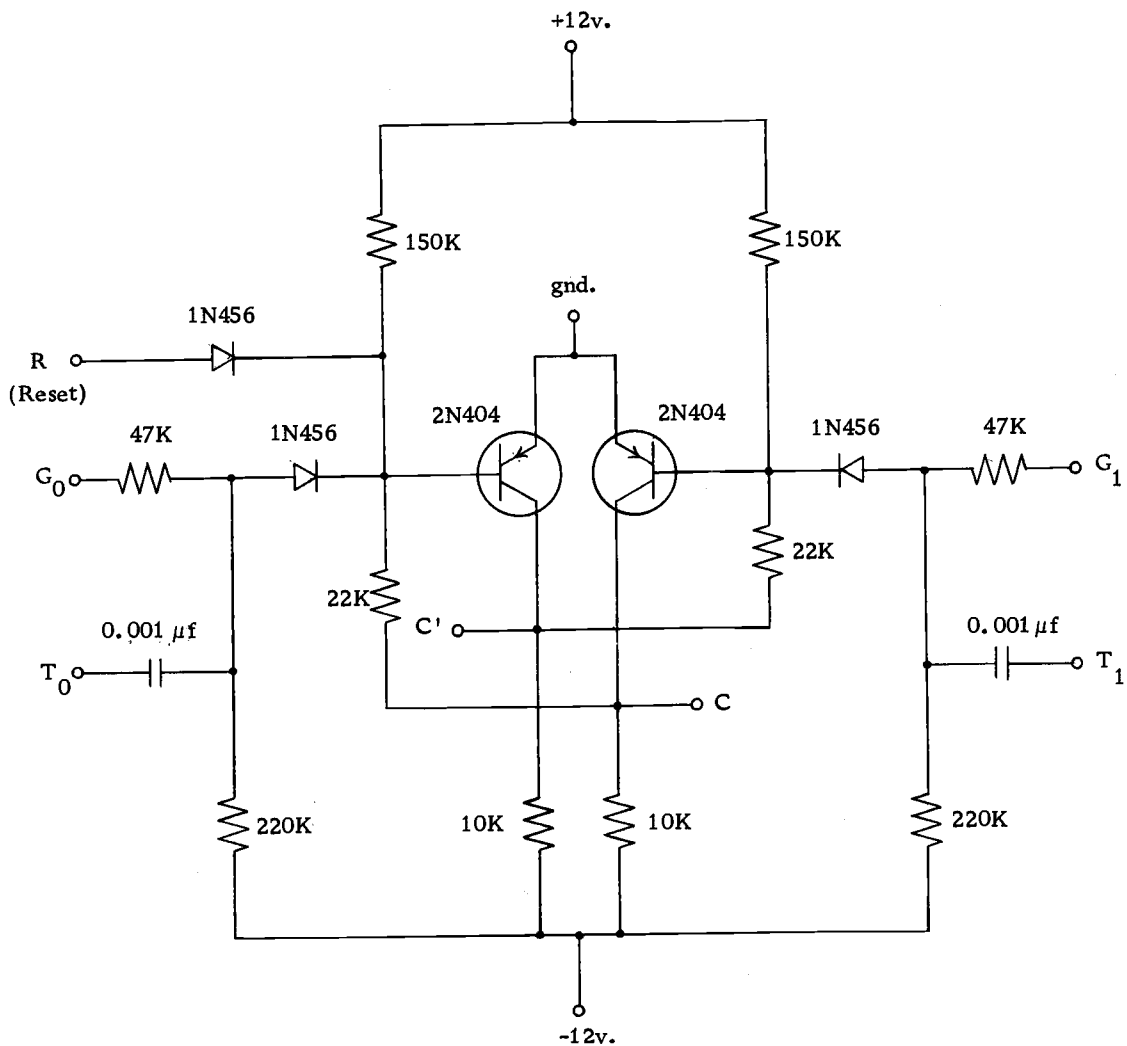 +12v.
150K
150K
gnd.
1N456
R
(Reset)
2N404
2N404
47K
1N456
1N456
47K
G0
G1
22K
22K
C'
0.001 µf
0.001 µf
T0
T1
C
220K
10K
10K
220K
-12v.